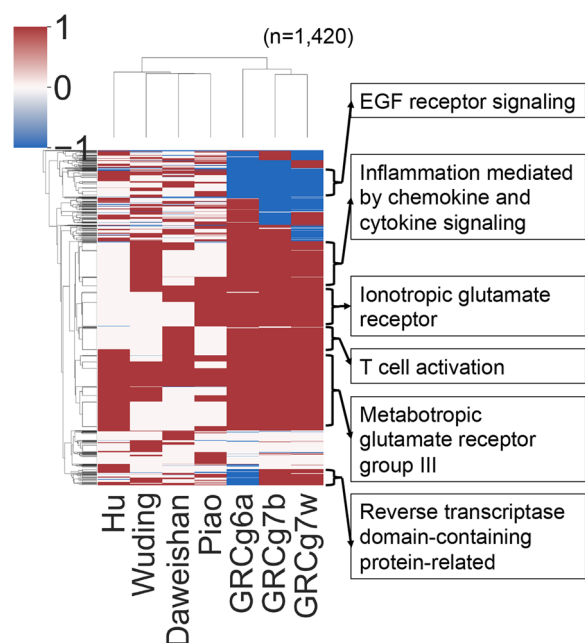 (n=1,420)
1
0
−1
EGF receptor signaling
Inflammation mediated
by chemokine and
cytokine signaling
Ionotropic glutamate
receptor
T cell activation
Metabotropic
glutamate receptor
group III
Reverse transcriptase
domain-containing
protein-related
Hu
Wuding
Daweishan
Piao
GRCg6a
GRCg7b
GRCg7w